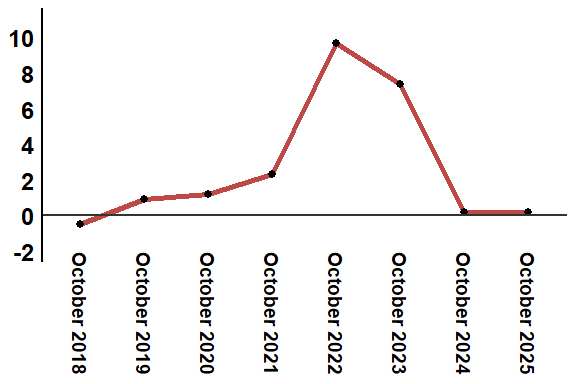 10
8
6
4
2
0
-2
October 2018
October 2019
October 2020
October 2021
October 2022
October 2023
October 2024
October 2025